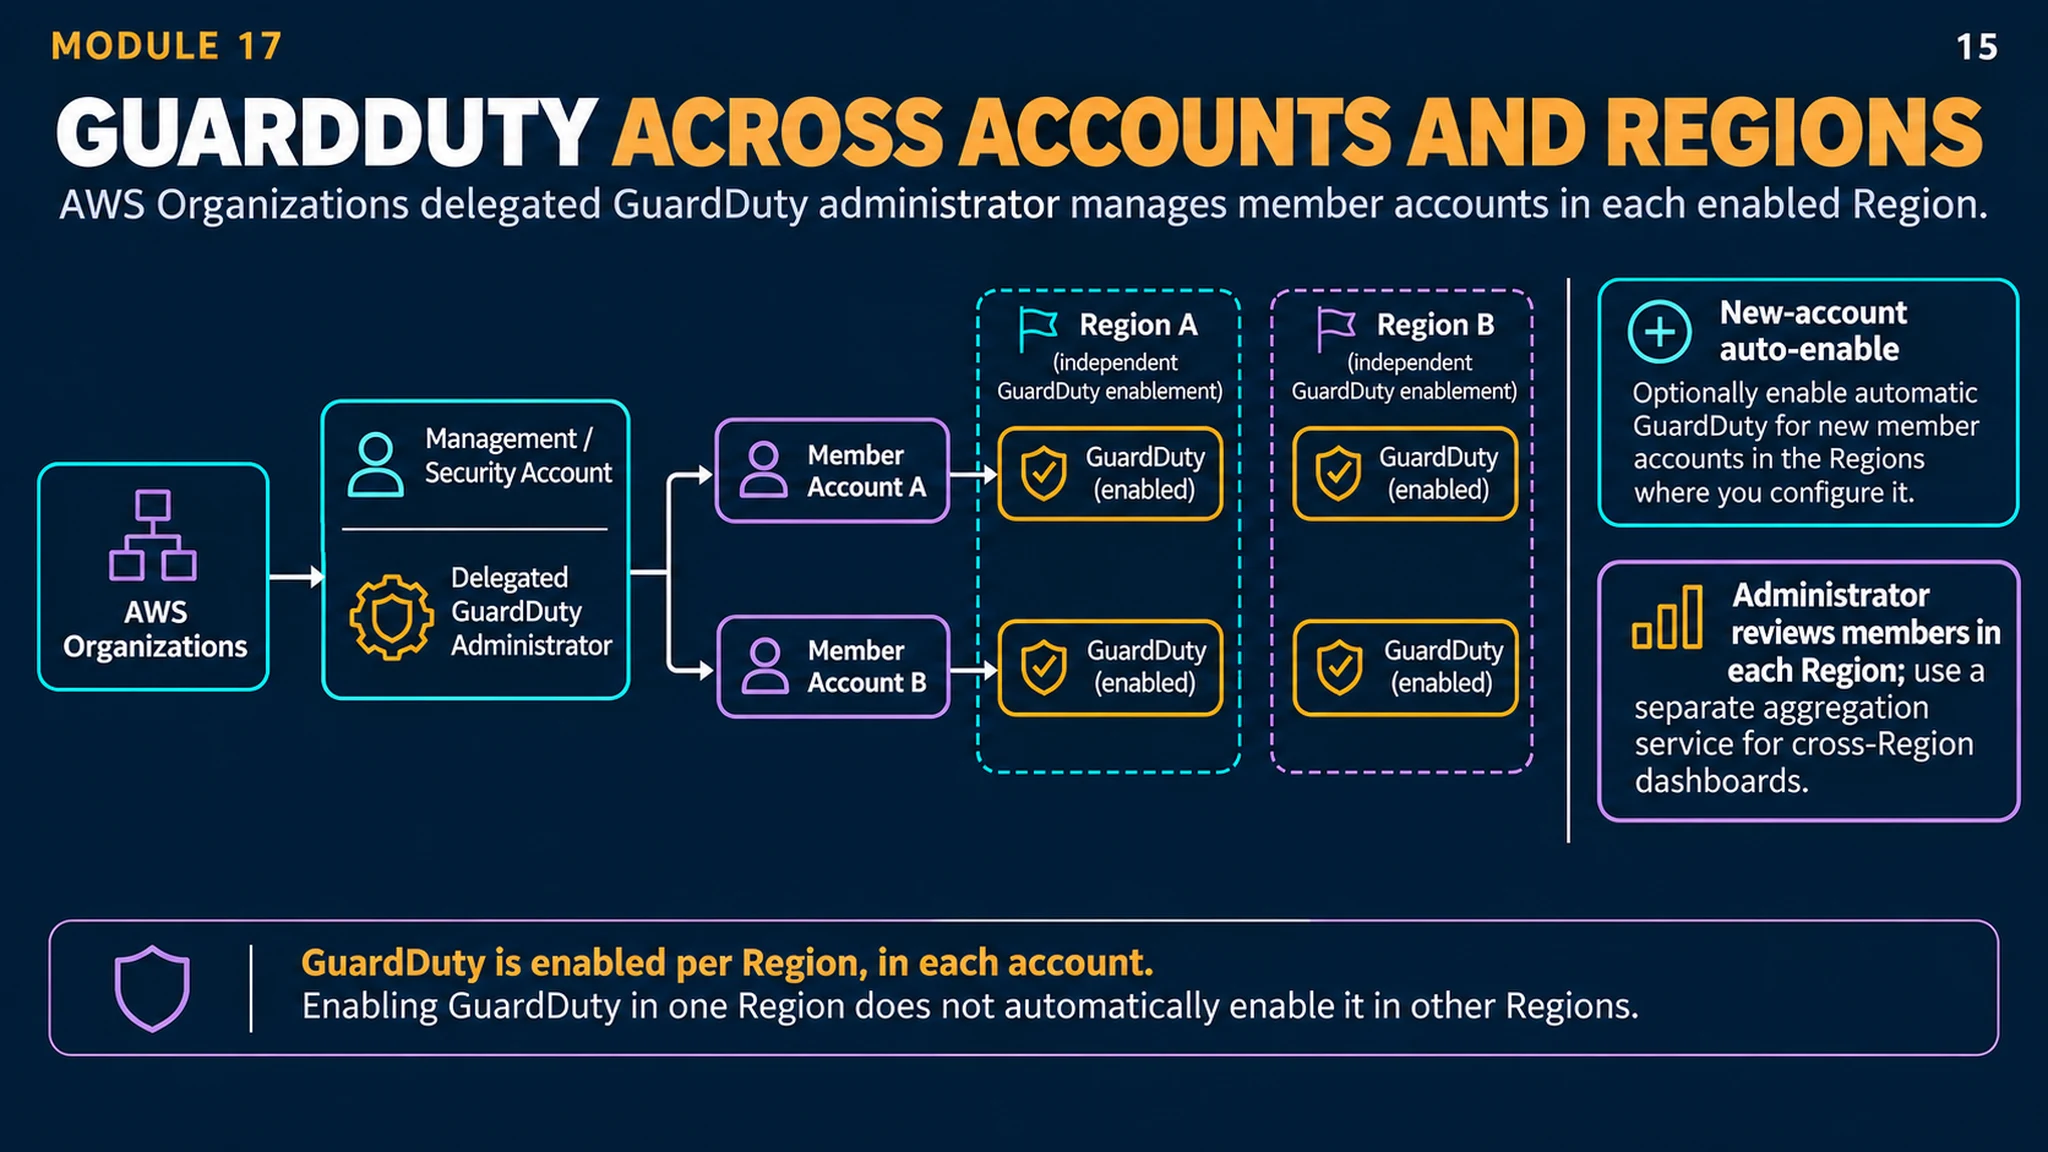 MODULE 17
15
GUARDDUTY ACROSS ACCOUNTS AND REGIONS
AWS Organizations delegated GuardDuty administrator manages member accounts in each enabled Region.
AWS
Organizations
Management /
Security Account
Delegated
GuardDuty
Administrator
Member
Account A
Member
Account B
Region A
(independent
GuardDuty enablement)
GuardDuty
(enabled)
GuardDuty
(enabled)
Region B
(independent
GuardDuty enablement)
GuardDuty
(enabled)
GuardDuty
(enabled)
New-account
auto-enable
Optionally enable automatic
GuardDuty for new member
accounts in the Regions
where you configure it.
Administrator
reviews members in
each Region; use a
separate aggregation
service for cross-Region
dashboards.
GuardDuty is enabled per Region, in each account.
Enabling GuardDuty in one Region does not automatically enable it in other Regions.